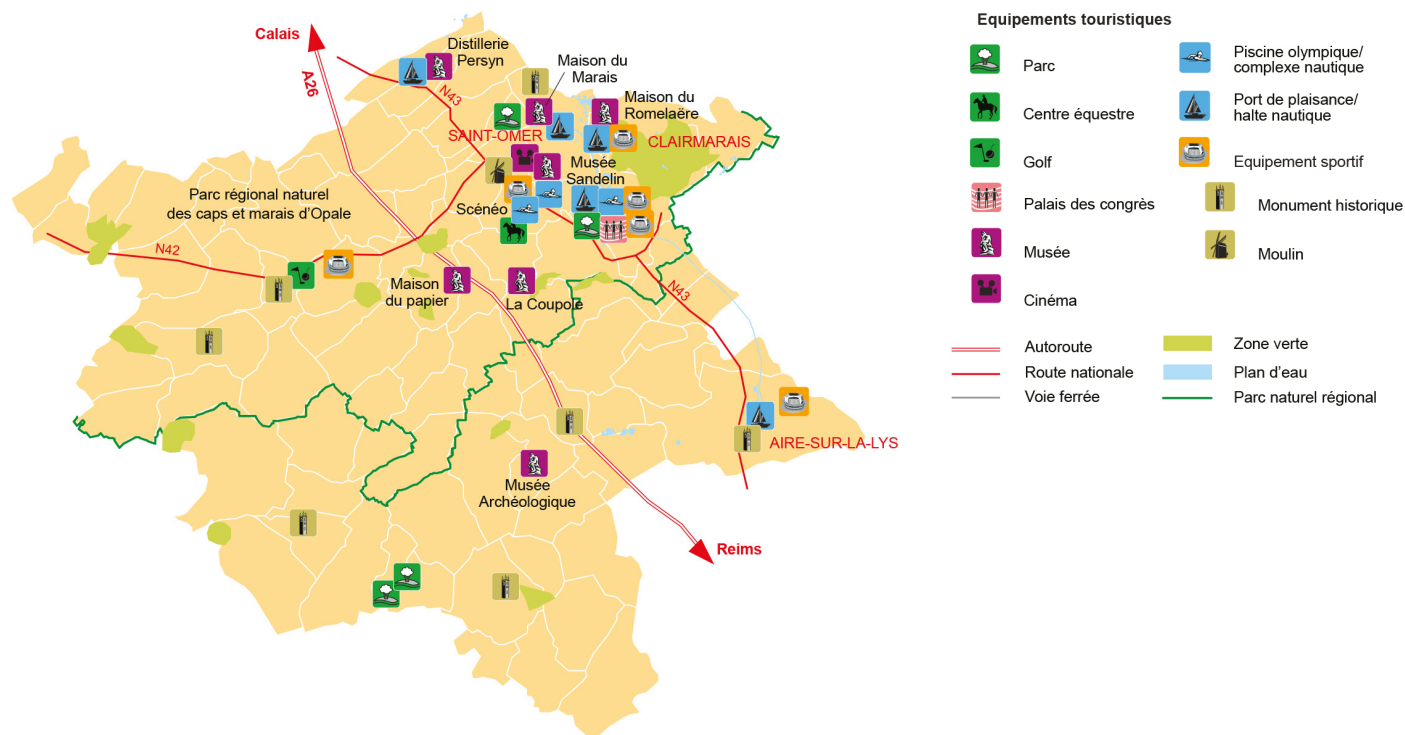 Calais
A26
Distillerie
Persyn
N43
Maison du
Marais
Maison du
Romelaëre
SAINT-OMER
CLAIRMARAIS
Musée
Sandelin
Scénéo
Parc régional naturel
des caps et marais d'Opale
N42
Maison
du papier
La Coupole
N43
AIRE-SUR-LA-LYS
Musée
Archéologique
Reims
Equipements touristiques
Parc
Centre équestre
Golf
Palais des congrès
Musée
Cinéma
Piscine olympique/
complexe nautique
Port de plaisance/
halte nautique
Equipement sportif
Monument historique
Moulin
Autoroute
Route nationale
Voie ferrée
Zone verte
Plan d'eau
Parc naturel régional